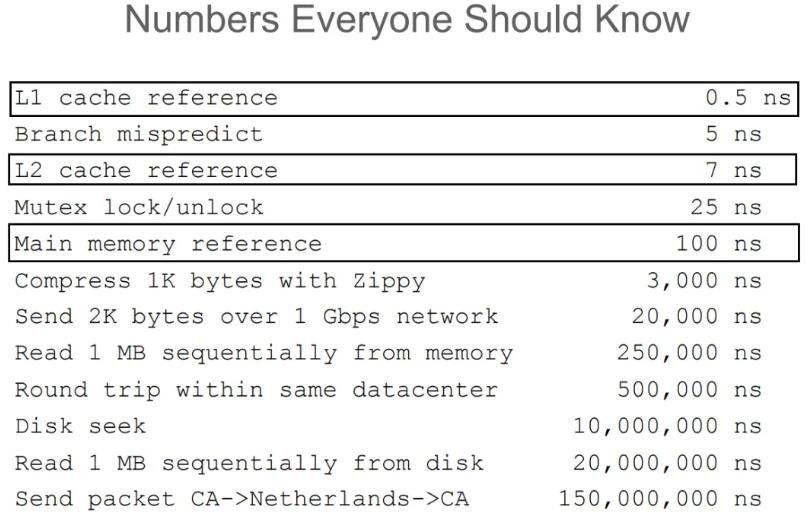 Numbers Everyone Should Know
L1 cache reference 0.5 ns
Branch mispredict 5 ns
L2 cache reference 7 ns
Mutex lock/unlock 25 ns
Main memory reference 100 ns
Compress 1K bytes with Zippy 3,000 ns
Send 2K bytes over 1 Gbps network 20,000 ns
Read 1 MB sequentially from memory 250,000 ns
Round trip within same datacenter 500,000 ns
Disk seek 10,000,000 ns
Read 1 MB sequentially from disk 20,000,000 ns
Send packet CA->Netherlands->CA 150,000,000 ns